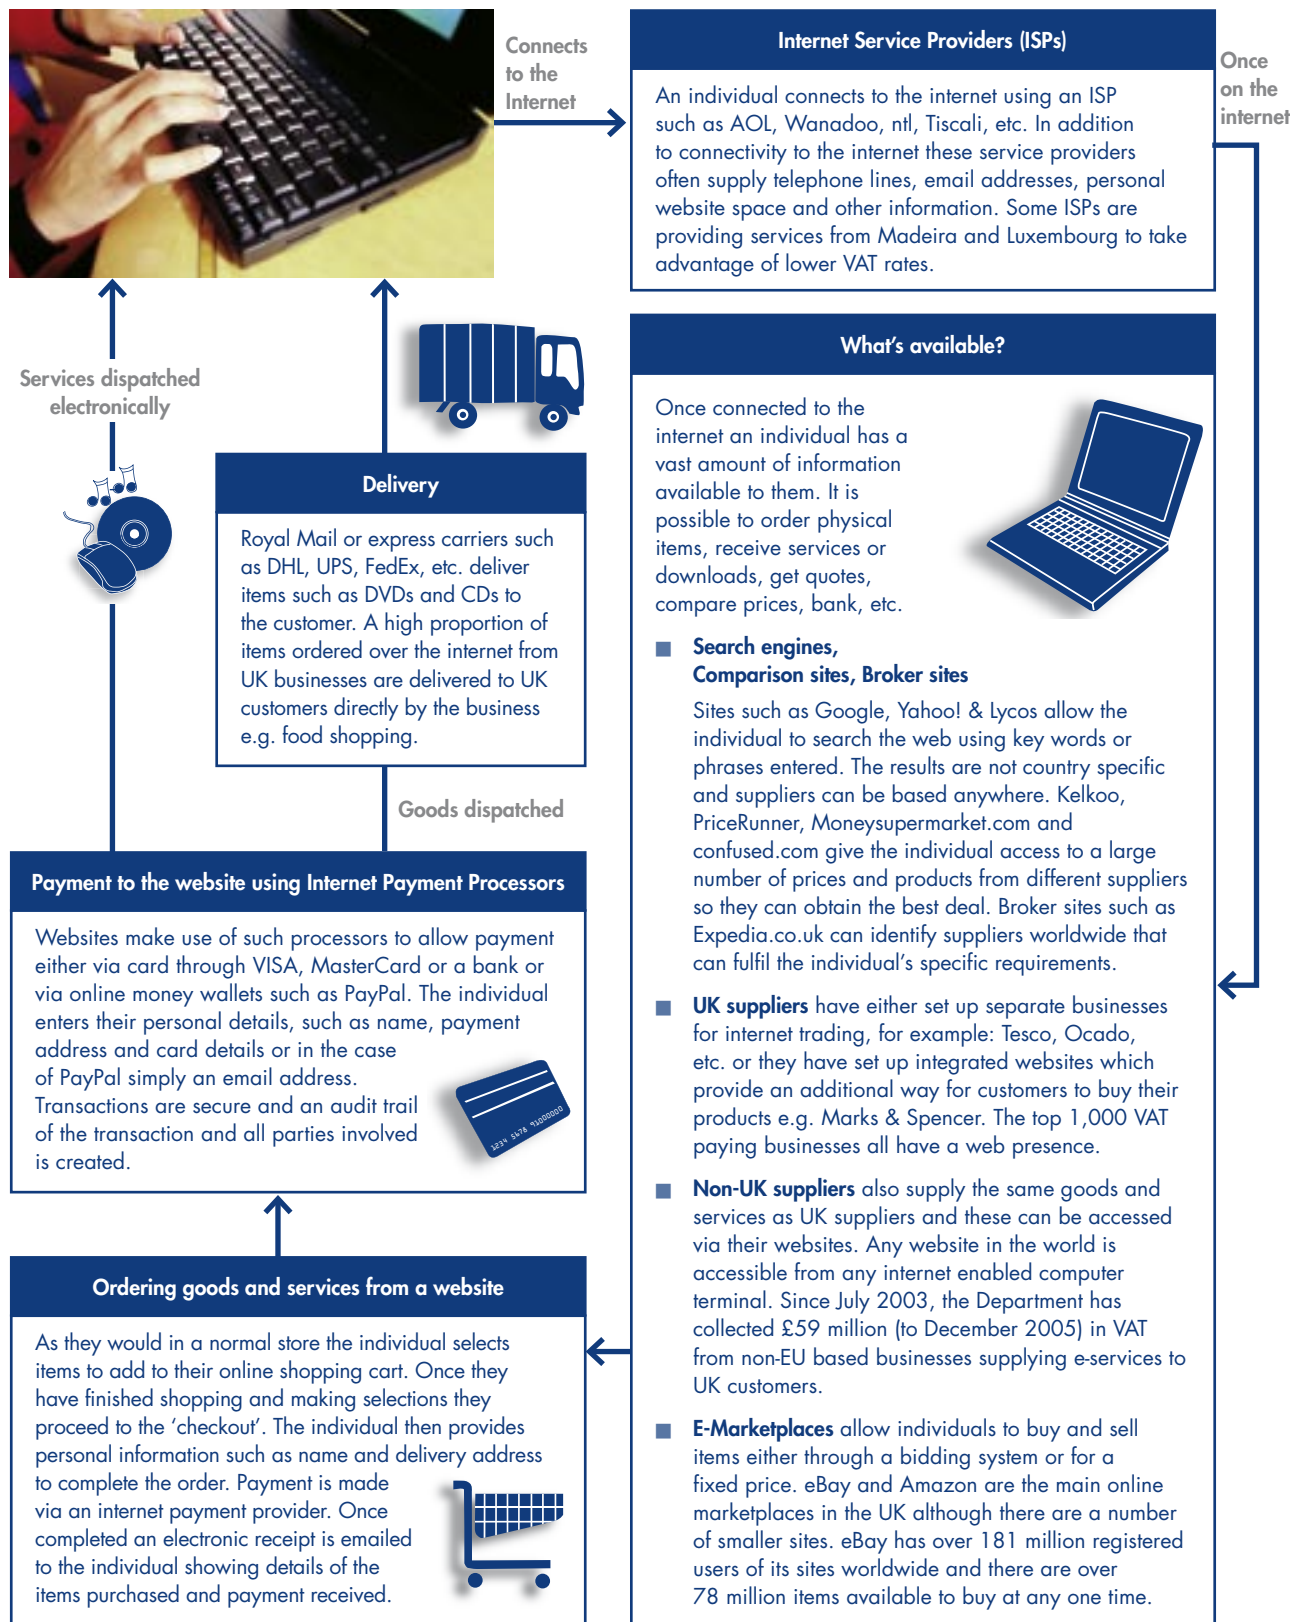 Connects
to the
Internet
Internet Service Providers (ISPs)
An individual connects to the internet using an ISP
such as AOL, Wanadoo, ntl, Tiscali, etc. In addition
to connectivity to the internet these service providers
often supply telephone lines, email addresses, personal
website space and other information. Some ISPs are
providing services from Madeira and Luxembourg to take
advantage of lower VAT rates.
Once
on the
internet
What's available?
Once connected to the
internet an individual has a
vast amount of information
available to them. It is
possible to order physical
items, receive services or
downloads, get quotes,
compare prices, bank, etc.
Search engines,
Comparison sites, Broker sites
Sites such as Google, Yahoo! & Lycos allow the
individual to search the web using key words or
phrases entered. The results are not country specific
and suppliers can be based anywhere. Kelkoo,
PriceRunner, Moneysupermarket.com and
confused.com give the individual access to a large
number of prices and products from different suppliers
so they can obtain the best deal. Broker sites such as
Expedia.co.uk can identify suppliers worldwide that
can fulfil the individual's specific requirements.
UK suppliers have either set up separate businesses
for internet trading, for example: Tesco, Ocado,
etc. or they have set up integrated websites which
provide an additional way for customers to buy their
products e.g. Marks & Spencer. The top 1,000 VAT
paying businesses all have a web presence.
Non-UK suppliers also supply the same goods and
services as UK suppliers and these can be accessed
via their websites. Any website in the world is
accessible from any internet enabled computer
terminal. Since July 2003, the Department has
collected £59 million (to December 2005) in VAT
from non-EU based businesses supplying e-services to
UK customers.
E-Marketplaces allow individuals to buy and sell
items either through a bidding system or for a
fixed price. eBay and Amazon are the main online
marketplaces in the UK although there are a number
of smaller sites. eBay has over 181 million registered
users of its sites worldwide and there are over
78 million items available to buy at any one time.
Ordering goods and services from a website
As they would in a normal store the individual selects
items to add to their online shopping cart. Once they
have finished shopping and making selections they
proceed to the 'checkout'. The individual then provides
personal information such as name and delivery address
to complete the order. Payment is made
via an internet payment provider. Once
completed an electronic receipt is emailed
to the individual showing details of the
items purchased and payment received.
Payment to the website using Internet Payment Processors
Websites make use of such processors to allow payment
either via card through VISA, MasterCard or a bank or
via online money wallets such as PayPal. The individual
enters their personal details, such as name, payment
address and card details or in the case
of PayPal simply an email address.
Transactions are secure and an audit trail
of the transaction and all parties involved
is created.
1234 5678 91000000
Goods dispatched
Delivery
Royal Mail or express carriers such
as DHL, UPS, FedEx, etc. deliver
items such as DVDs and CDs to
the customer. A high proportion of
items ordered over the internet from
UK businesses are delivered to UK
customers directly by the business
e.g. food shopping.
Services dispatched
electronically